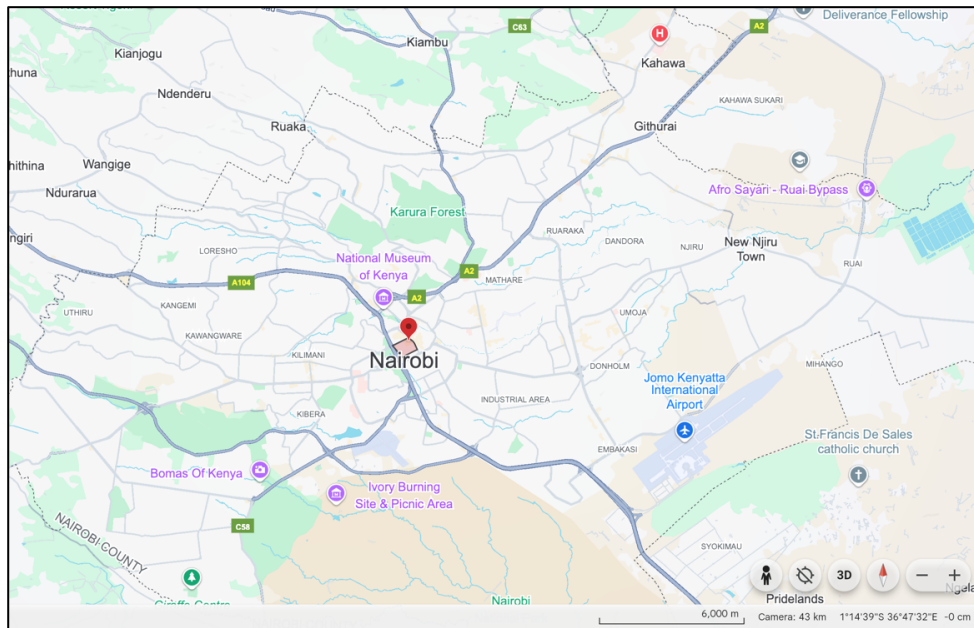 Deliverance Fellowship
C63
A2
Kiambu
Kianjogu
H
Kahawa
thuna
Ndenderu
KAHAWA SUKARI
Ruaka
Githurai
hithina
Wangige
Afro Sayari - Ruai Bypass
Ndurarua
Karura Forest
RUARAKA
DANDORA
NJIRU
New Njiru
Town
ngiri
LORESHO
National Museum
of Kenya
RUAI
A2
MATHARE
A104
A2
KANGEMI
UTHIRU
UMOJA
KAWANGWARE
KILIMANI
Nairobi
DONHOLM
MIHANGO
Jomo Kenyatta
International
Airport
KIBERA
INDUSTRIAL AREA
St Francis De Sales
catholic church
EMBAKASI
Bomas Of Kenya
Ivory Burning
Site & Picnic Area
C58
NAIROBI COUNTY
SYOKIMAU
3D
Giraffe Centre
Nairobi
Pridelands
Ngela
6,000 m
Camera: 43 km
1°14'39"S 36°47'32"E
-0 cm